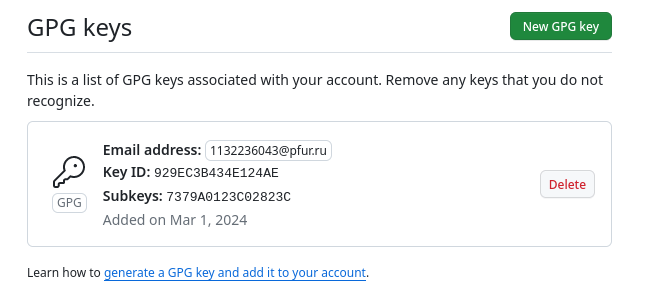 GPG keys
New GPG key
This is a list of GPG keys associated with your account. Remove any keys that you do not
recognize.
Email address: 1132236043@pfur.ru
Key ID: 929EC3B434E124AE
GPG
Subkeys: 7379A0123C02823C
Delete
Added on Mar 1, 2024
Learn how to generate a GPG key and add it to your account.